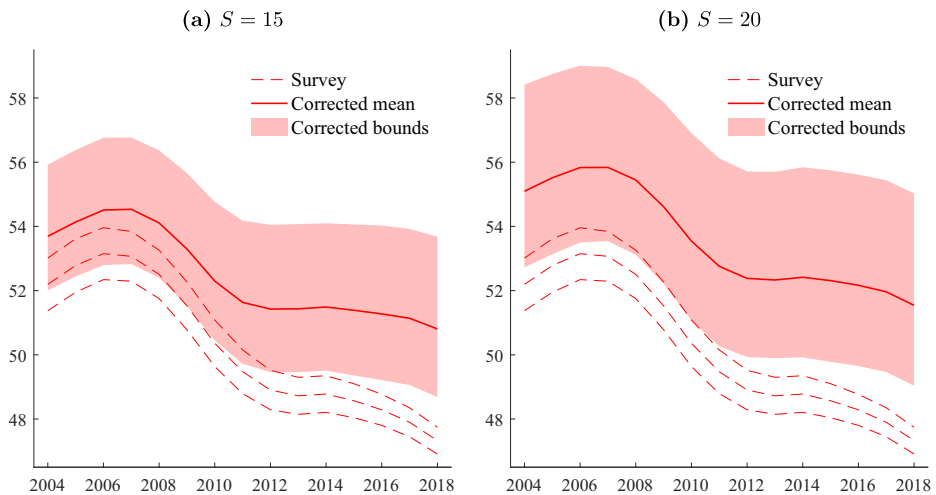 (a) S = 15
58
56
54
52
50
48
2004 2006 2008 2010 2012 2014 2016 2018
Survey
Corrected mean
Corrected bounds
(b) S = 20
58
56
54
52
50
48
2004 2006 2008 2010 2012 2014 2016 2018
Survey
Corrected mean
Corrected bounds